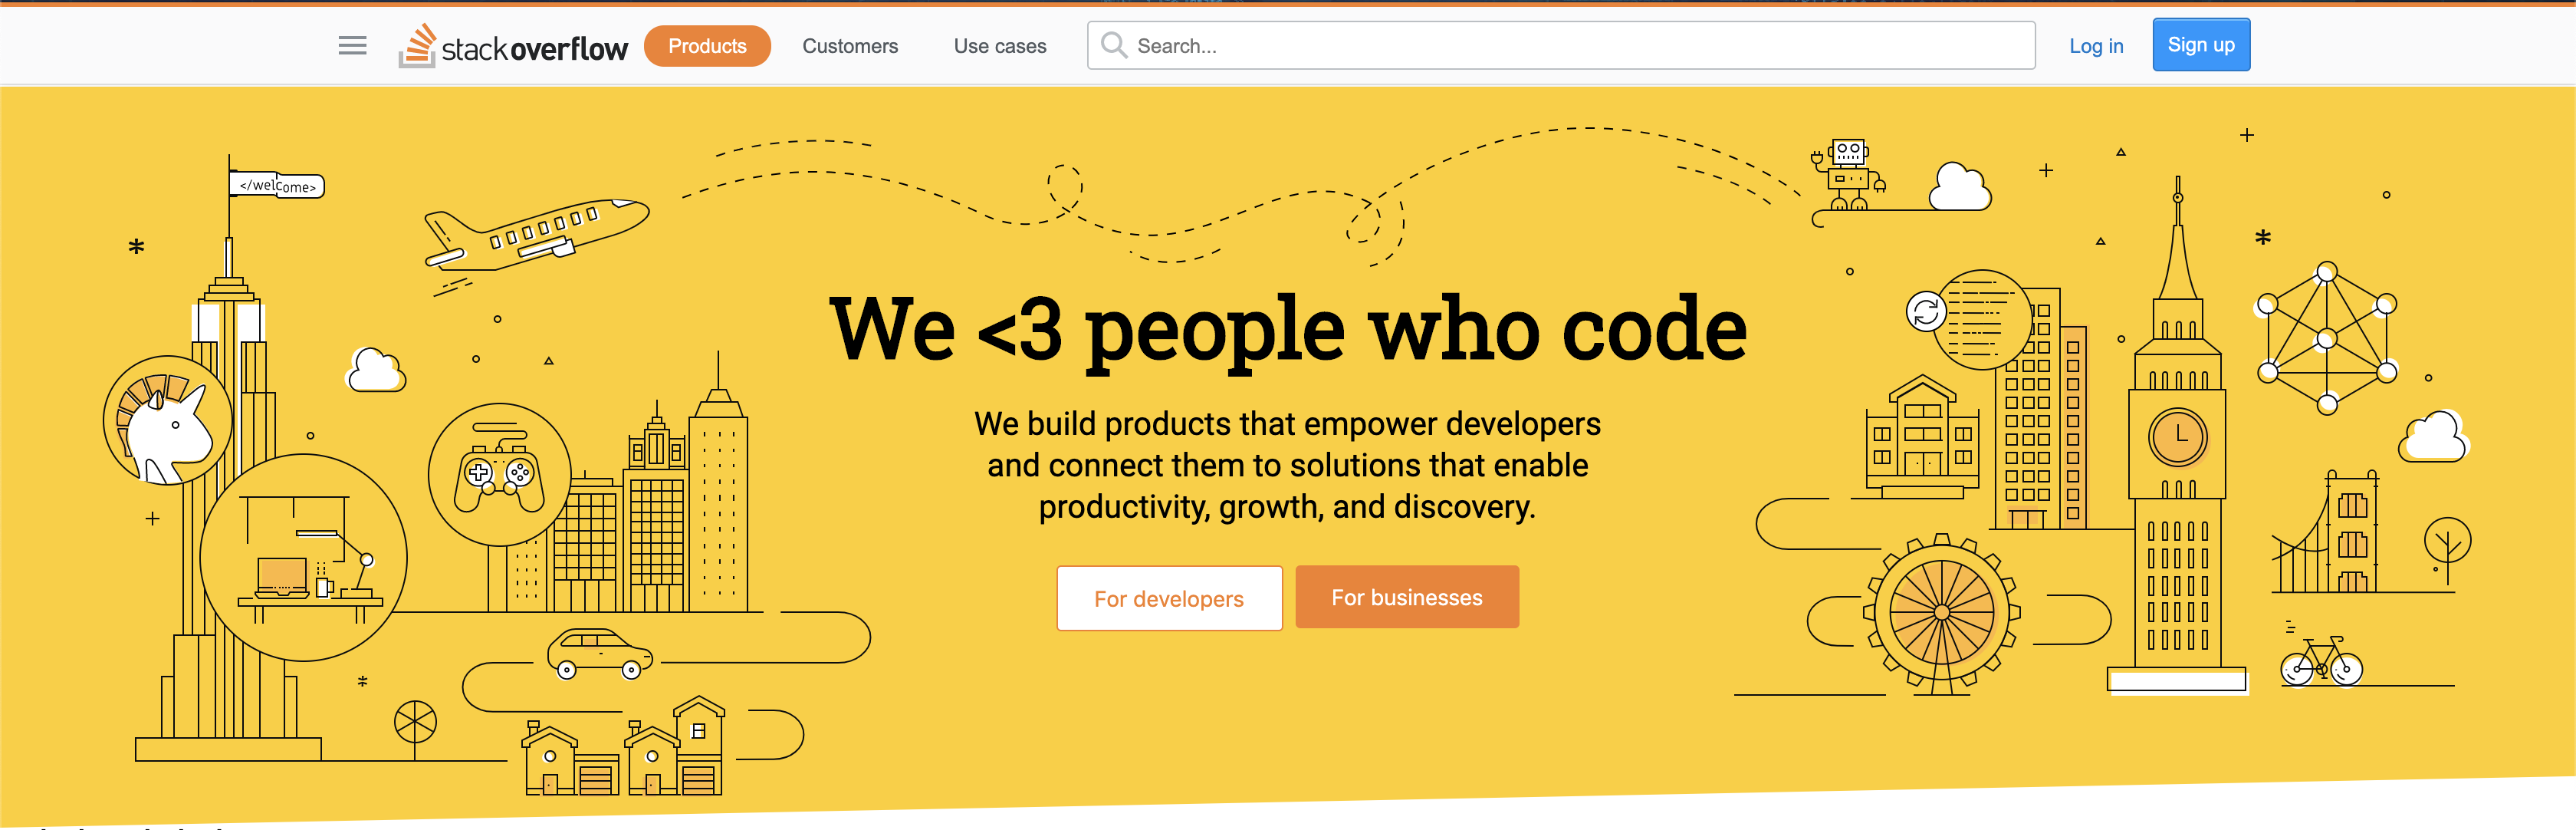 stackoverflow Products Customers Use cases Search... Log in Sign up
</welcome>
We <3 people who code
We build products that empower developers
and connect them to solutions that enable
productivity, growth, and discovery.
For developers For businesses